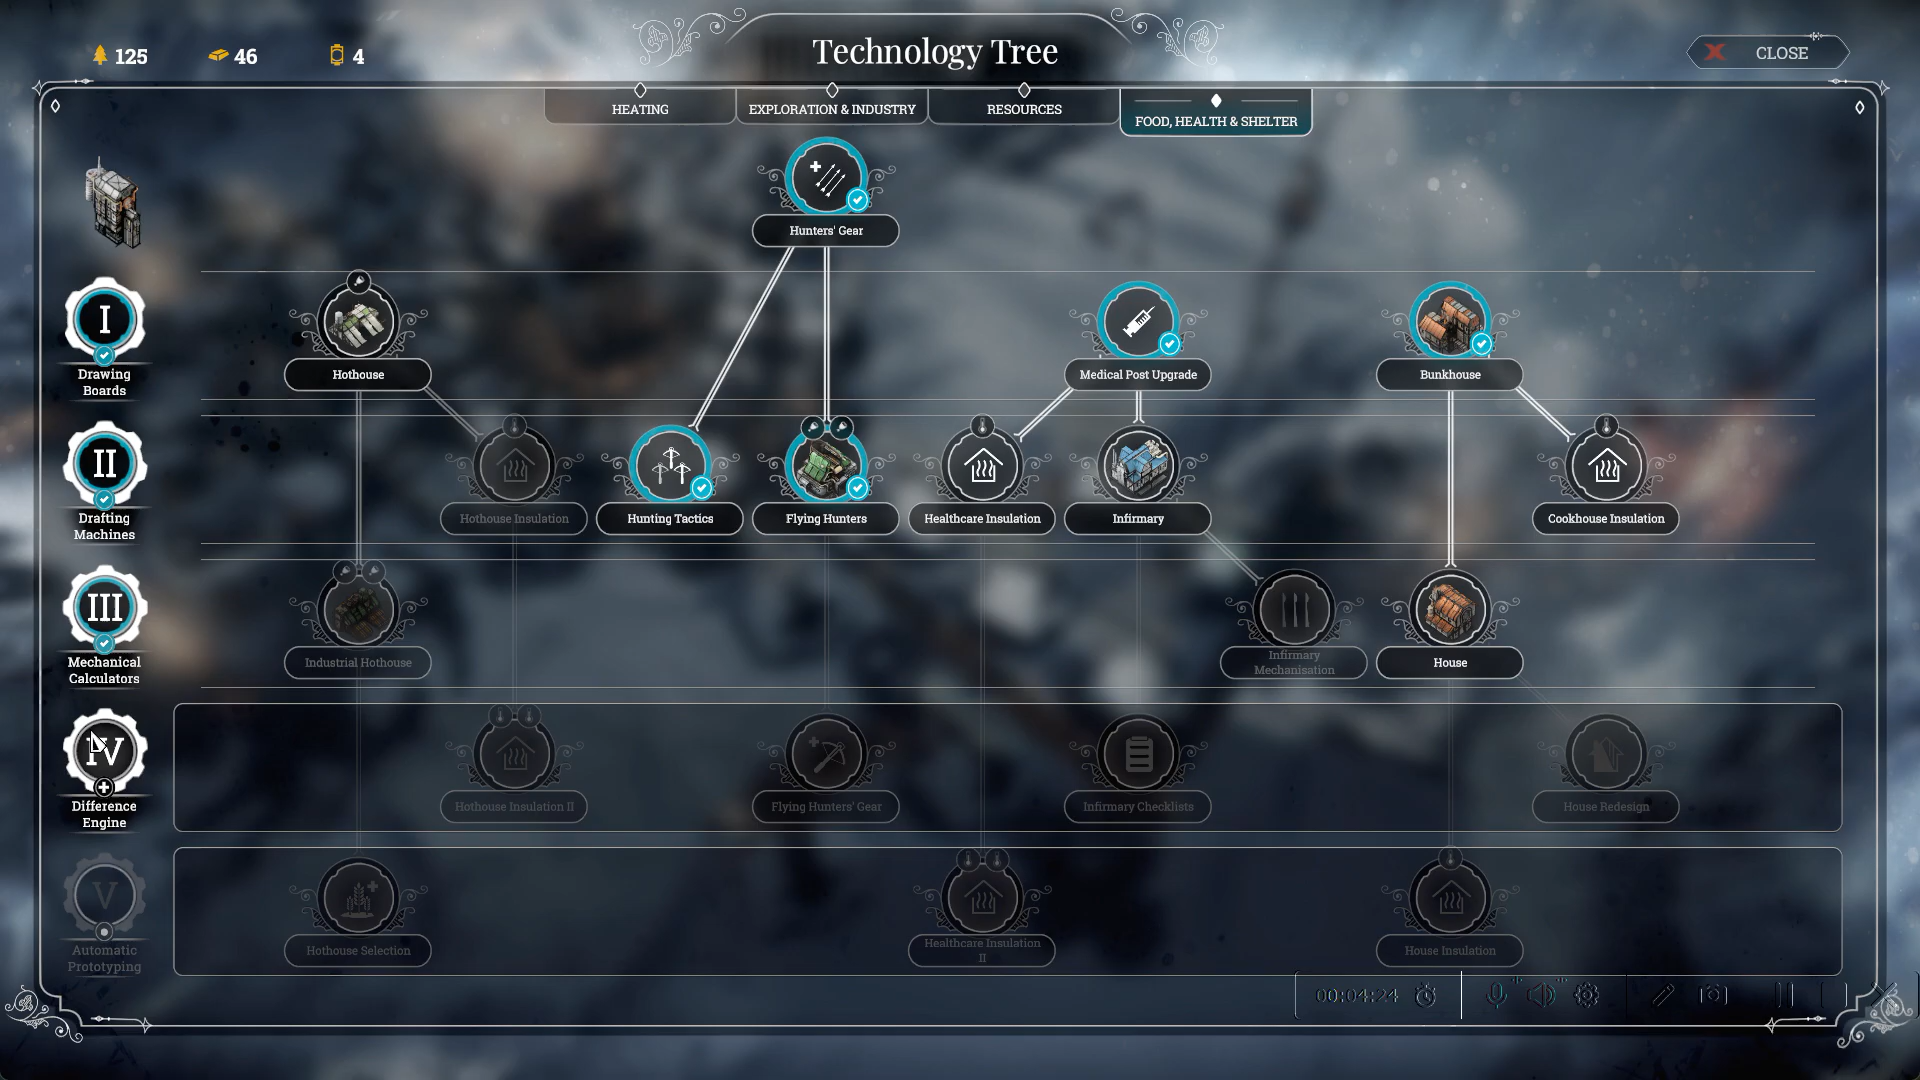 125
46
4
Technology Tree
CLOSE
HEATING
EXPLORATION & INDUSTRY
RESOURCES
FOOD, HEALTH & SHELTER
Hunters' Gear
I
Drawing
Boards
Hothouse
Medical Post Upgrade
Bunkhouse
II
Drafting
Machines
Hothouse Insulation
Hunting Tactics
Flying Hunters
Healthcare Insulation
Infirmary
Cookhouse Insulation
III
Mechanical
Calculators
Industrial Hothouse
Infirmary
Mechanisation
House
IV
Difference
Engine
Hothouse Insulation II
Flying Hunters' Gear
Infirmary Checklists
House Redesign
V
Automatic
Prototyping
Hothouse Selection
Healthcare Insulation
II
House Insulation
00:04:24